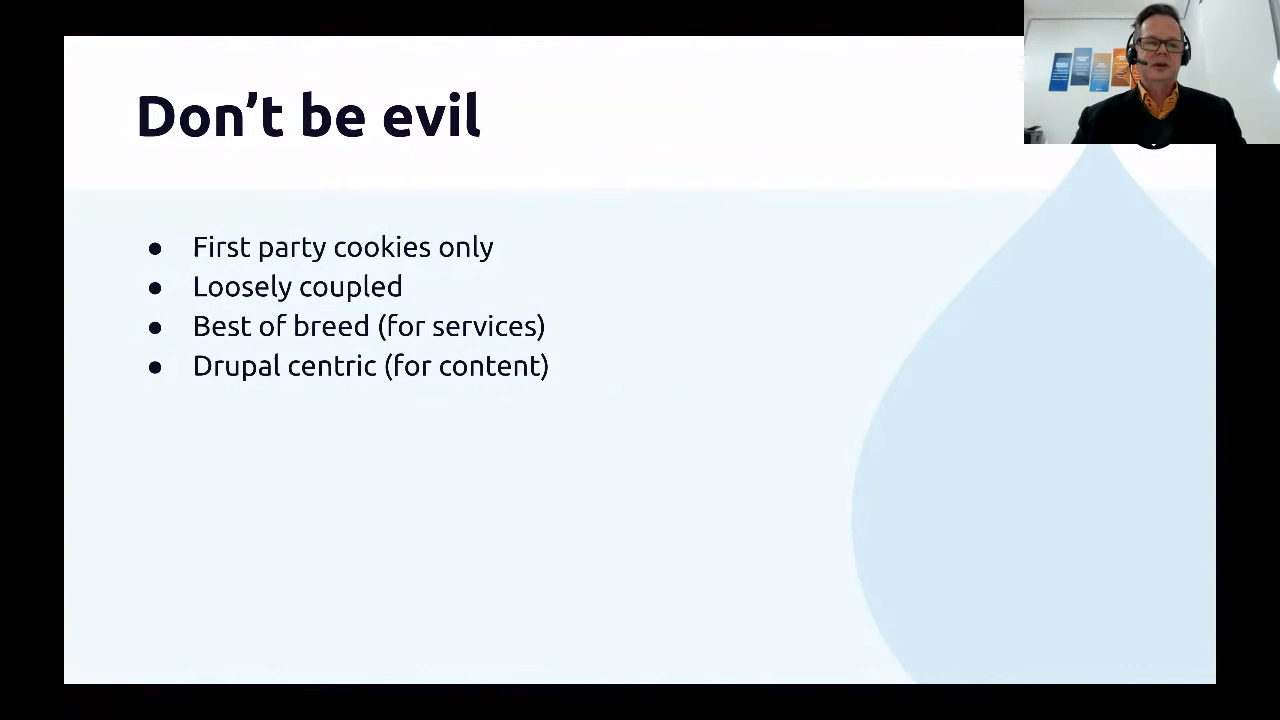 Don't be evil
● First party cookies only
● Loosely coupled
● Best of breed (for services)
● Drupal centric (for content)